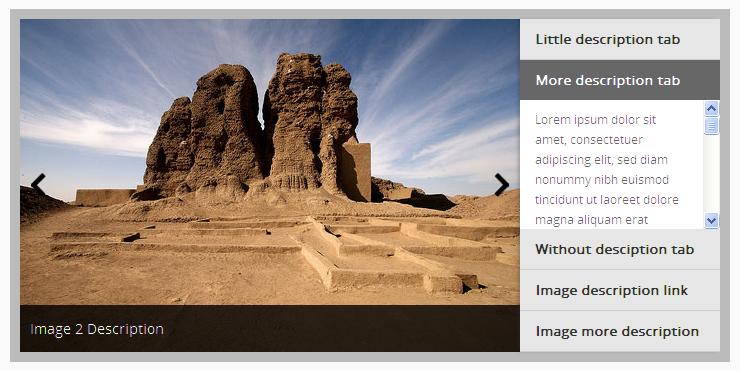 Little description tab
More description tab
Lorem ipsum dolor sit
amet, consectetuer
adipiscing elit, sed diam
nonummy nibh euismod
tincidunt ut laoreet dolore
magna aliquam erat
Without desciption tab
Image description link
Image more description
Image 2 Description